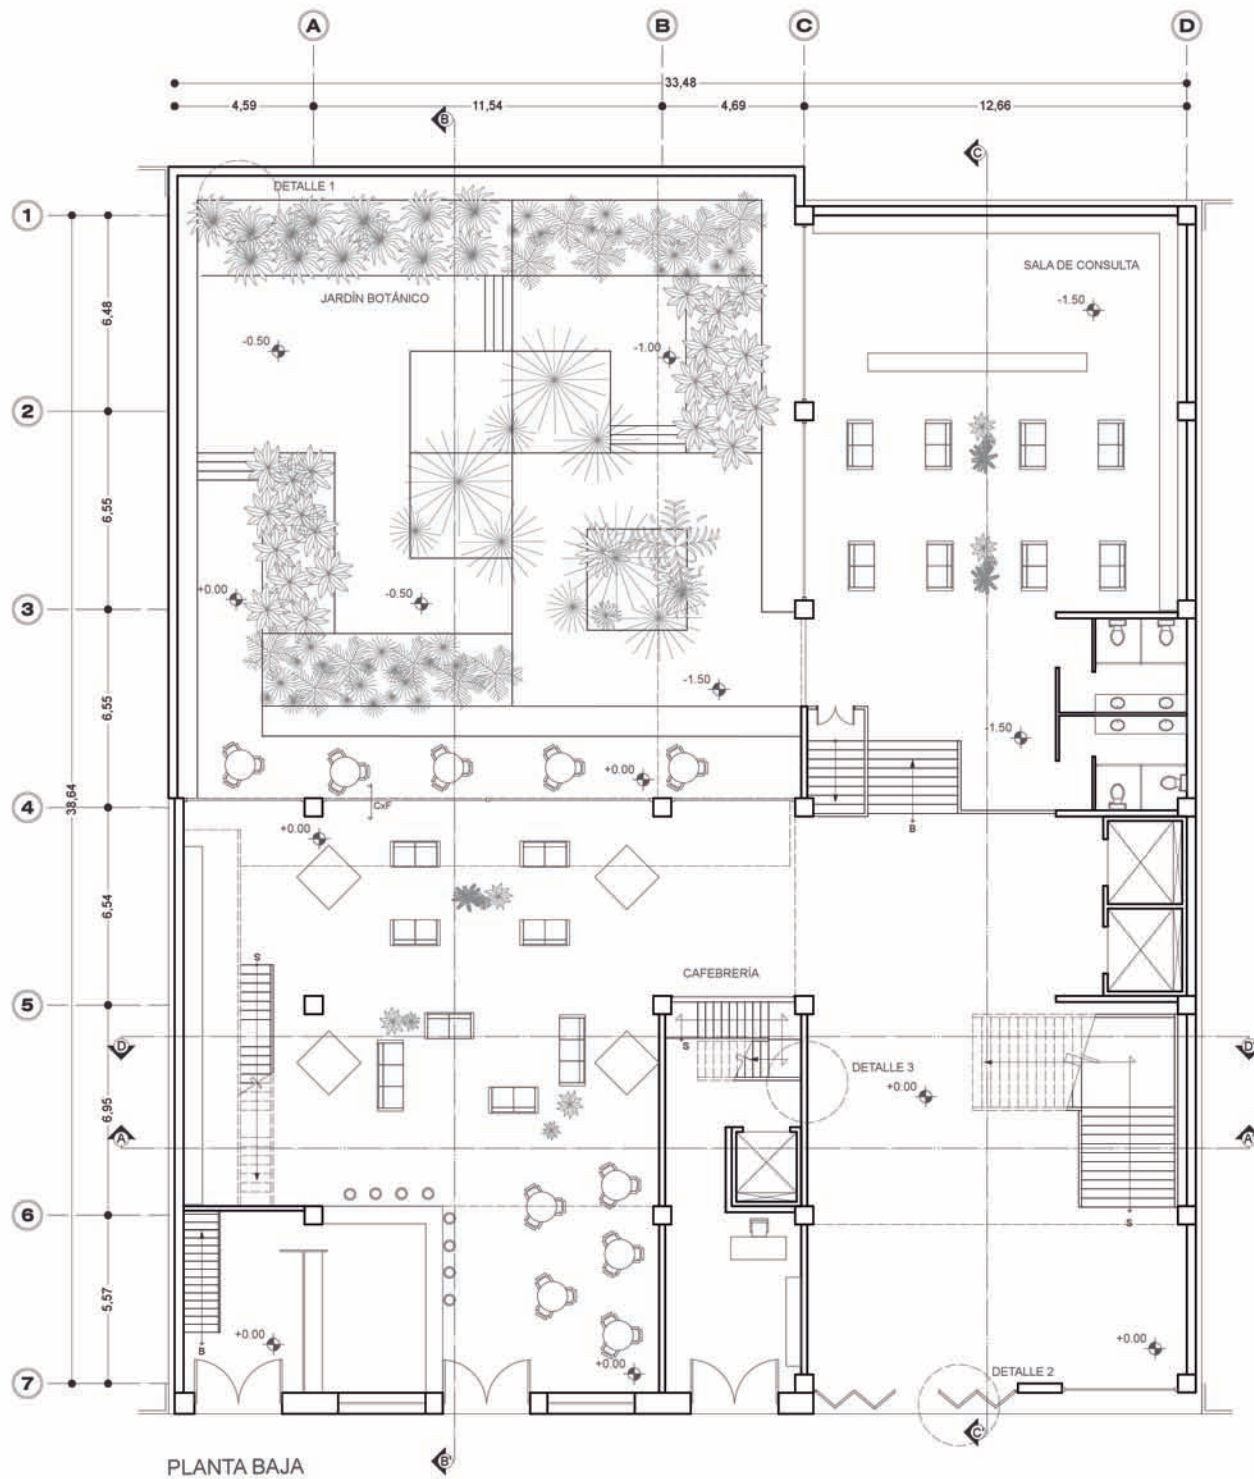 A B C D
33,48
4,59 11,54 4,69 12,66
B C
DETALLE 1
1
SALA DE CONSULTA
JARDÍN BOTÁNICO
-1.50
6,48
-0.50
-1.00
2
6,55
+0.00
-0.50
3
6,55
-1.50
-1.50
+0.00
38,64
4
CxF
+0.00
B
6,54
S
CAFEBRERÍA
5
D D'
S
DETALLE 3
+0.00
6,95
A A'
6
S
5,57
+0.00
B
+0.00
+0.00
DETALLE 2
7
C'
B'
PLANTA BAJA